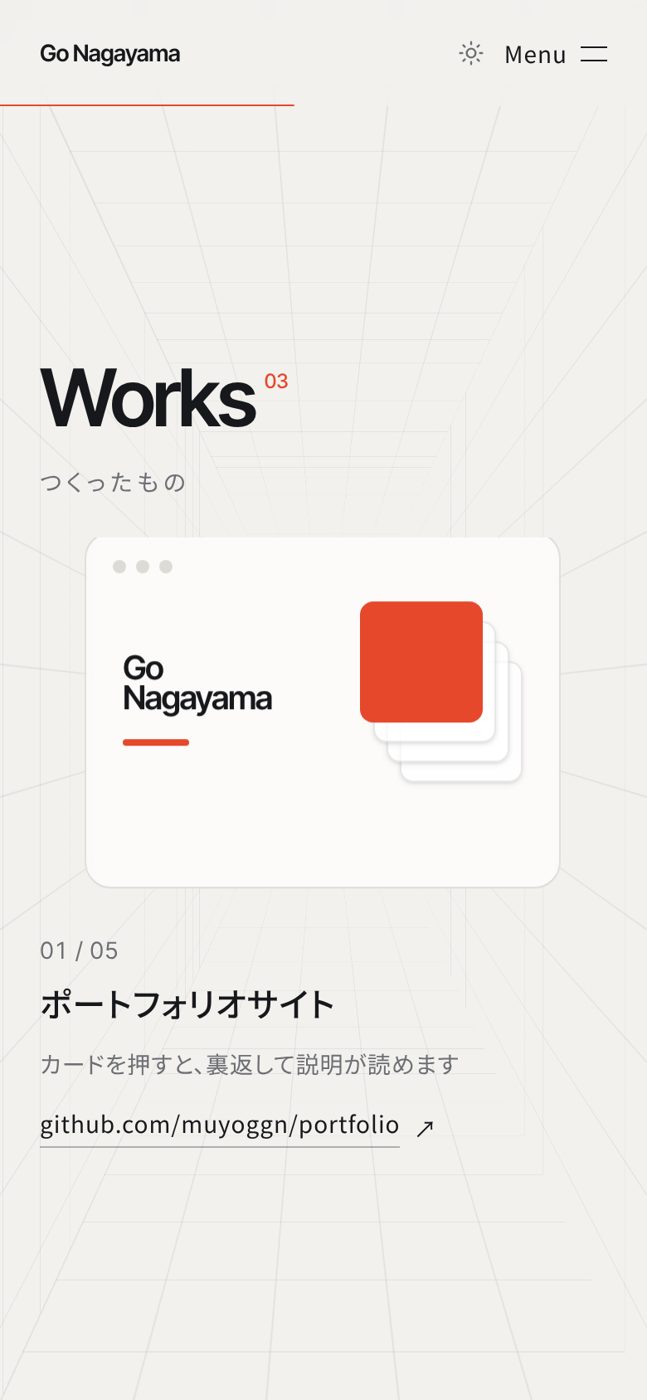 Go Nagayama
Menu
Works 03
つくったもの
Go
Nagayama
01 / 05
ポートフォリオサイト
カードを押すと、裏返して説明が読めます
github.com/muyoggn/portfolio ↗